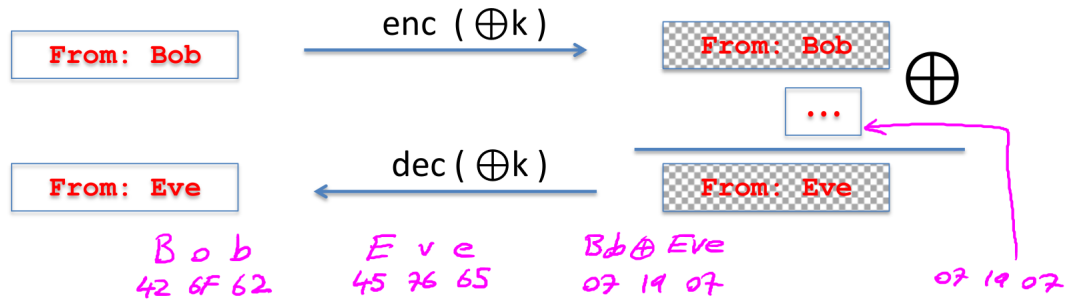 enc ( ⊕k )
From: Bob
From: Bob
⊕
...
dec ( ⊕k )
From: Eve
From: Eve
B o b E v e Bob⊕ Eve
42 6F 62 45 76 65 07 19 07 07 19 07